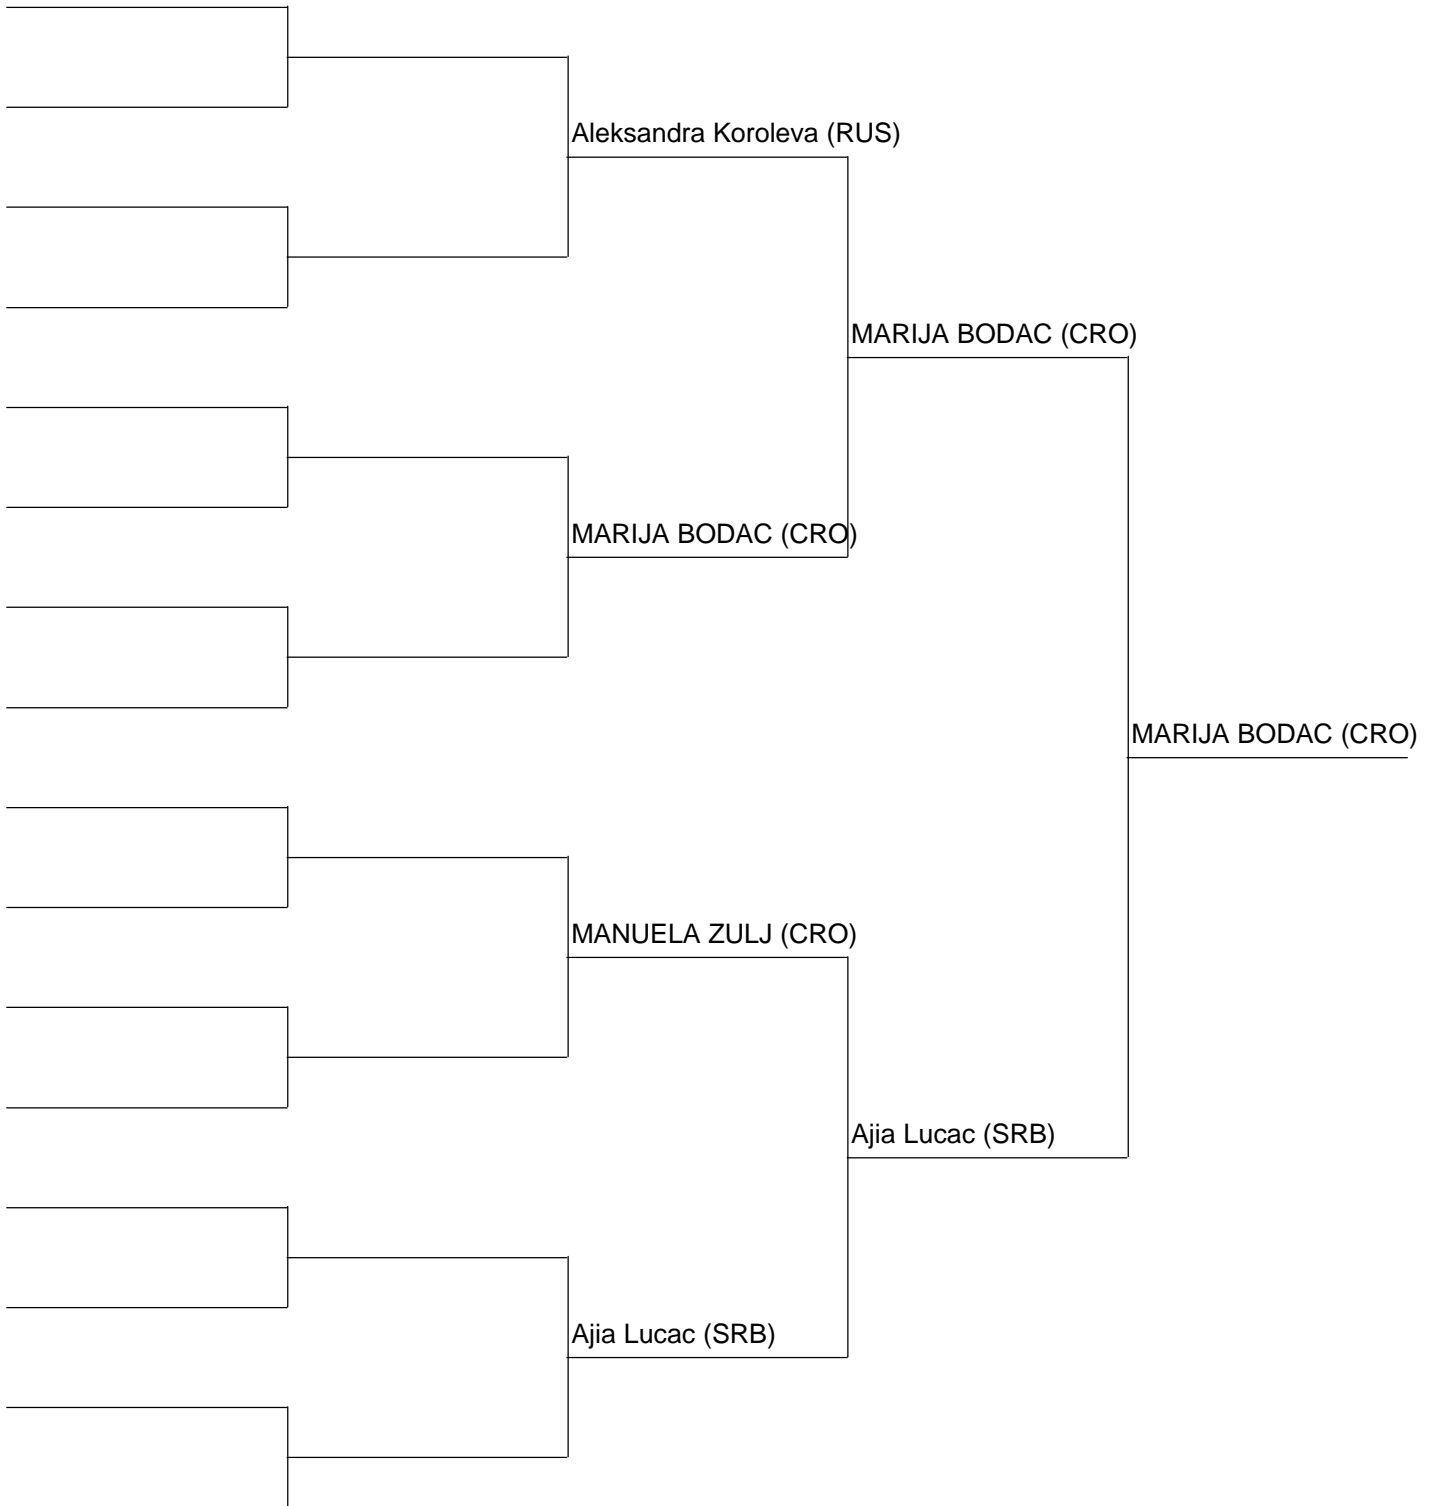 Aleksandra Koroleva (RUS)
MARIJA BODAC (CRO)
MARIJA BODAC (CRO)
MARIJA BODAC (CRO)
MANUELA ZULJ (CRO)
Ajia Lucac (SRB)
Ajia Lucac (SRB)